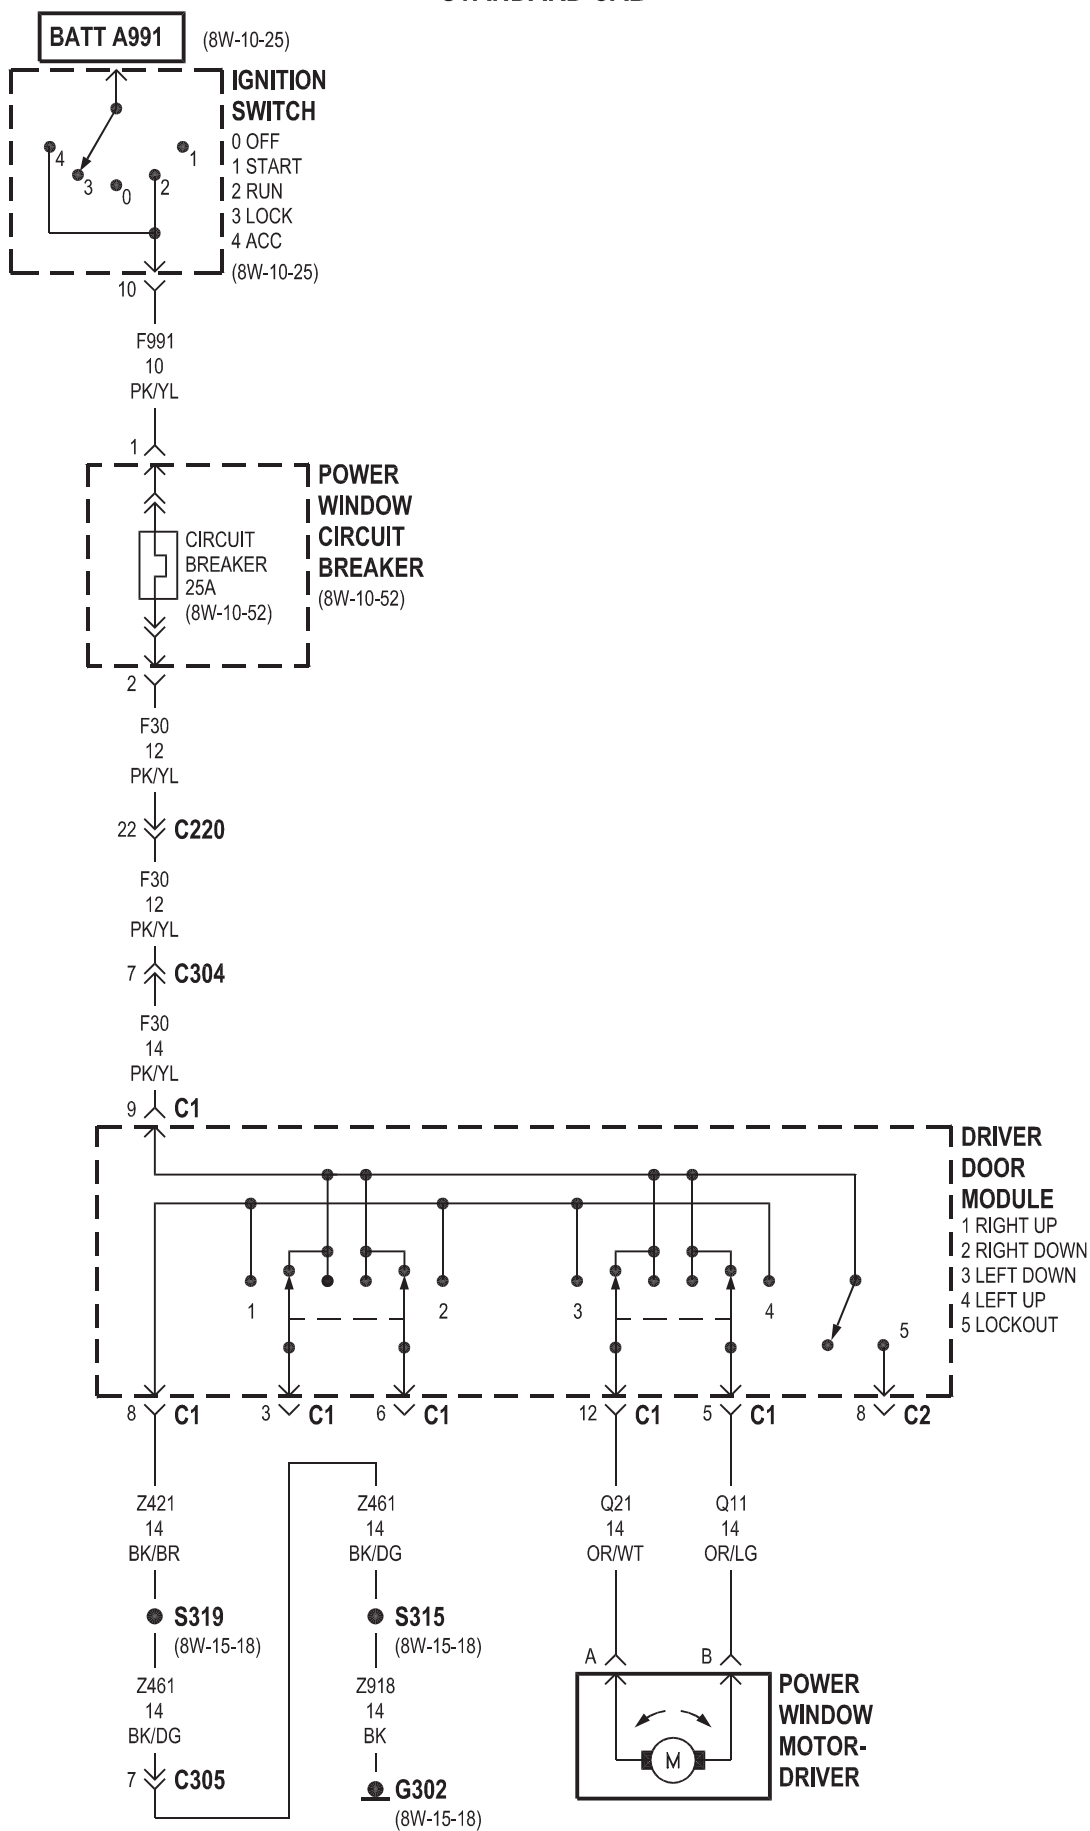 BATT A991
(8W-10-25)
IGNITION
SWITCH
0 OFF
1 START
2 RUN
3 LOCK
4 ACC
(8W-10-25)
4
3
0
2
1
10
F991
10
PK/YL
1
POWER
WINDOW
CIRCUIT
BREAKER
(8W-10-52)
CIRCUIT
BREAKER
25A
(8W-10-52)
2
F30
12
PK/YL
22 C220
F30
12
PK/YL
7 C304
F30
14
PK/YL
9 C1
DRIVER
DOOR
MODULE
1 RIGHT UP
2 RIGHT DOWN
3 LEFT DOWN
4 LEFT UP
5 LOCKOUT
1
2
3
4
5
8 C1
3 C1
6 C1
12 C1
5 C1
8 C2
Z421
14
BK/BR
S319
(8W-15-18)
Z461
14
BK/DG
7 C305
Z461
14
BK/DG
S315
(8W-15-18)
Z918
14
BK
G302
(8W-15-18)
Q21
14
OR/WT
Q11
14
OR/LG
A
B
M
POWER
WINDOW
MOTOR-
DRIVER